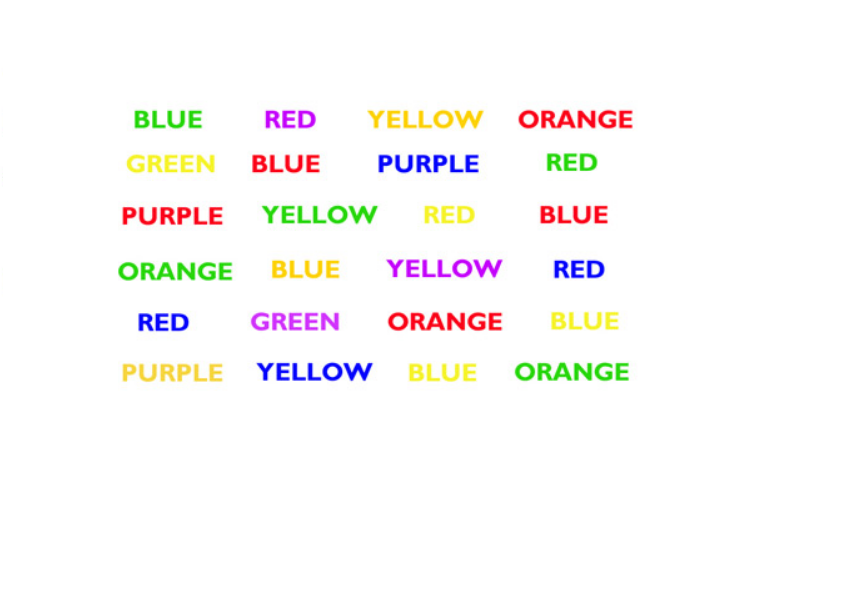 BLUE RED YELLOW ORANGE
GREEN BLUE PURPLE RED
PURPLE YELLOW RED BLUE
ORANGE BLUE YELLOW RED
RED GREEN ORANGE BLUE
PURPLE YELLOW BLUE ORANGE